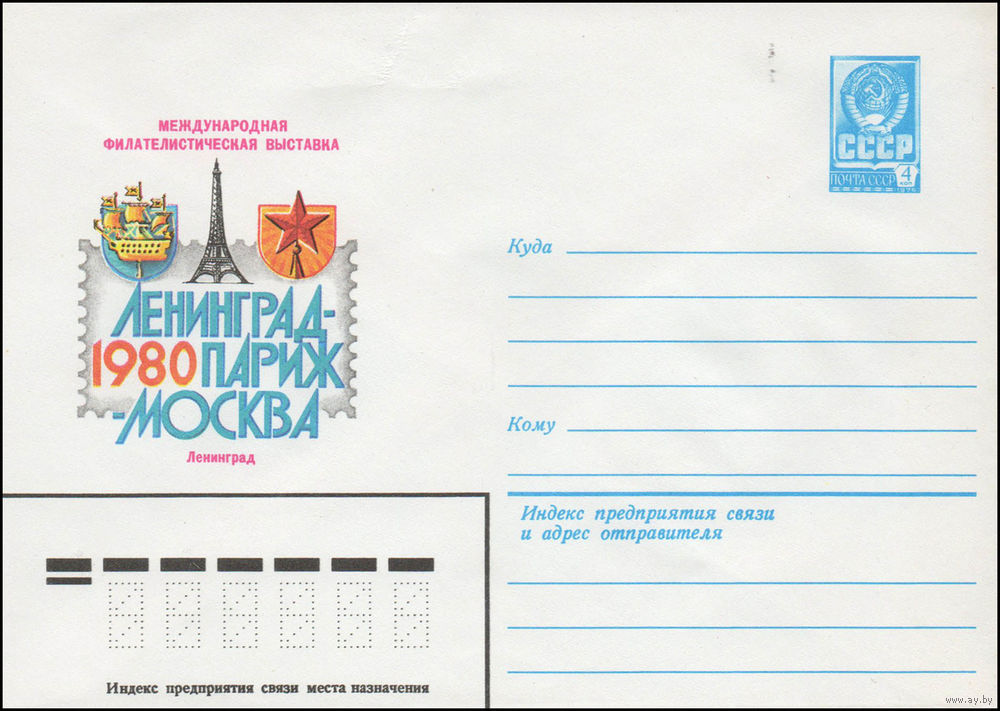 МЕЖДУНАРОДНАЯ
ФИЛАТЕЛИСТИЧЕСКАЯ ВЫСТАВКА
ЛЕНИНГРАД-
1980 ПАРИЖ
-МОСКВА
Ленинград
СССР
ПОЧТА СССР
4
КОП
1976
Куда
Кому
Индекс предприятия связи
и адрес отправителя
Индекс предприятия связи места назначения
www.ay.by